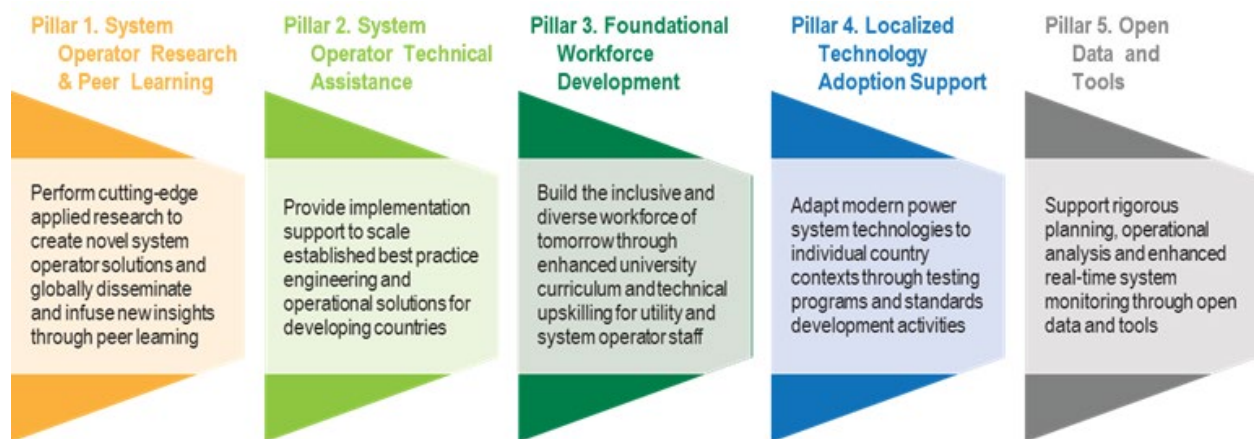 Pillar 1. System
Operator Research
& Peer Learning
Perform cutting-edge
applied research to
create novel system
operator solutions and
globally disseminate
and infuse new insights
through peer learning
Pillar 2. System
Operator Technical
Assistance
Provide implementation
support to scale
established best practice
engineering and
operational solutions for
developing countries
Pillar 3. Foundational
Workforce
Development
Build the inclusive and
diverse workforce of
tomorrow through
enhanced university
curriculum and technical
upskilling for utility and
system operator staff
Pillar 4. Localized
Technology
Adoption Support
Adapt modern power
system technologies to
individual country
contexts through testing
programs and standards
development activities
Pillar 5. Open
Data and
Tools
Support rigorous
planning, operational
analysis and enhanced
real-time system
monitoring through open
data and tools